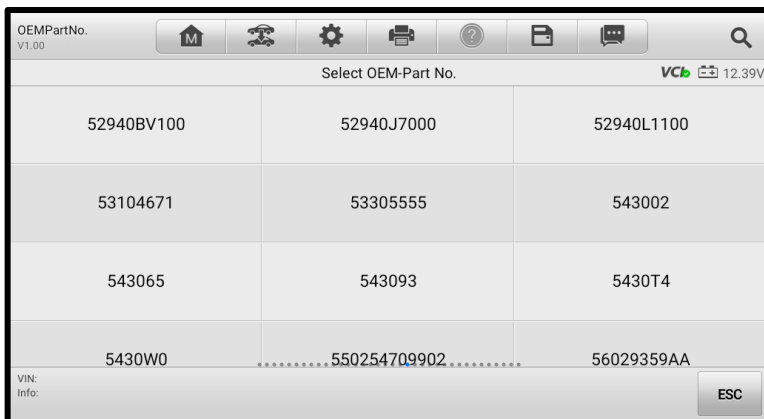 OEMPartNo.
V1.00
M
?
Select OEM-Part No.
VCI 12.39V
52940BV100 52940J7000 52940L1100
53104671 53305555 543002
543065 543093 5430T4
5430W0 550254709902 56029359AA
VIN:
Info:
ESC